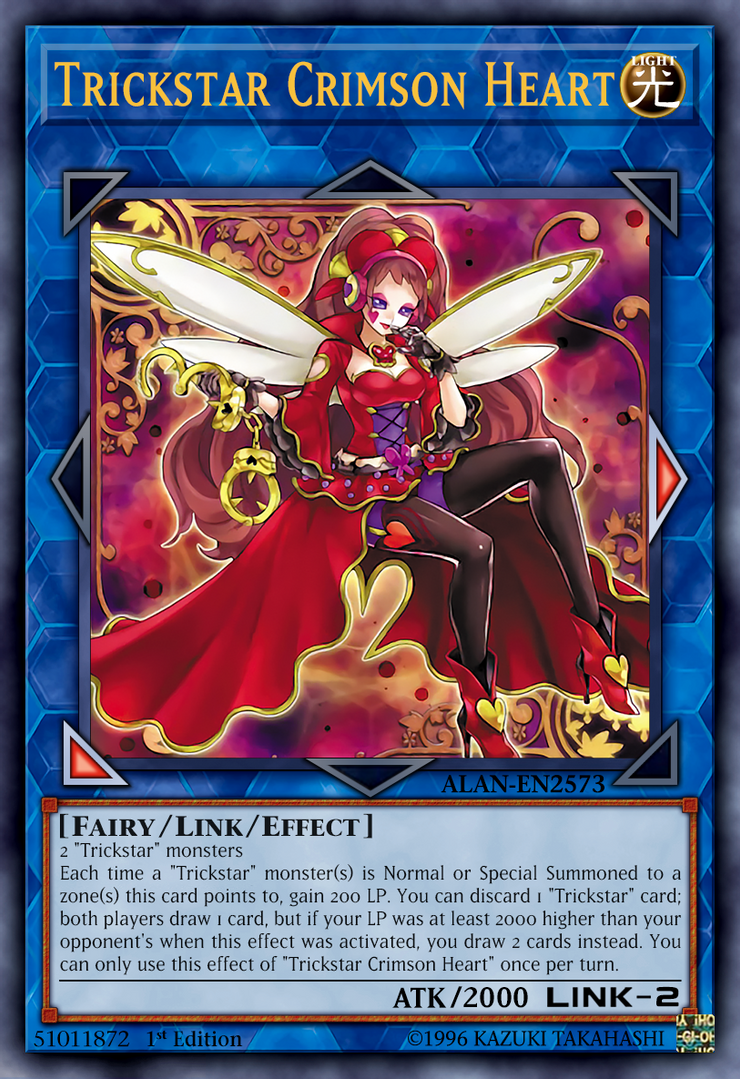 TRICKSTAR CRIMSON HEART
LIGHT
光
ALAN-EN2573
[FAIRY/LINK/EFFECT]
2 "Trickstar" monsters
Each time a "Trickstar" monster(s) is Normal or Special Summoned to a
zone(s) this card points to, gain 200 LP. You can discard 1 "Trickstar" card;
both players draw 1 card, but if your LP was at least 2000 higher than your
opponent's when this effect was activated, you draw 2 cards instead. You
can only use this effect of "Trickstar Crimson Heart" once per turn.
ATK/2000 LINK-2
51011872 1st Edition ©1996 KAZUKI TAKAHASHI